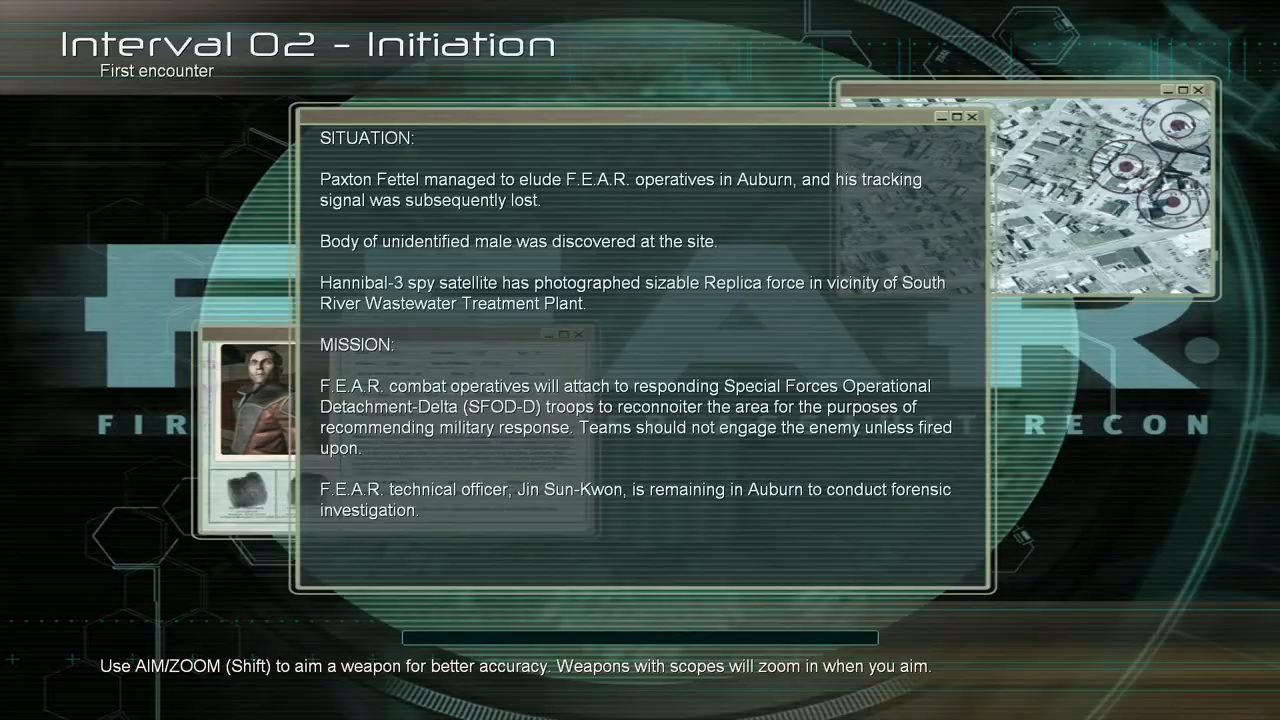 Interval 02 - Initiation
First encounter
SITUATION:
Paxton Fettel managed to elude F.E.A.R. operatives in Auburn, and his tracking
signal was subsequently lost.
Body of unidentified male was discovered at the site.
Hannibal-3 spy satellite has photographed sizable Replica force in vicinity of South
River Wastewater Treatment Plant.
MISSION:
F.E.A.R. combat operatives will attach to responding Special Forces Operational
Detachment-Delta (SFOD-D) troops to reconnoiter the area for the purposes of
recommending military response. Teams should not engage the enemy unless fired
upon.
F.E.A.R. technical officer, Jin Sun-Kwon, is remaining in Auburn to conduct forensic
investigation.
RECON
Use AIM/ZOOM (Shift) to aim a weapon for better accuracy. Weapons with scopes will zoom in when you aim.